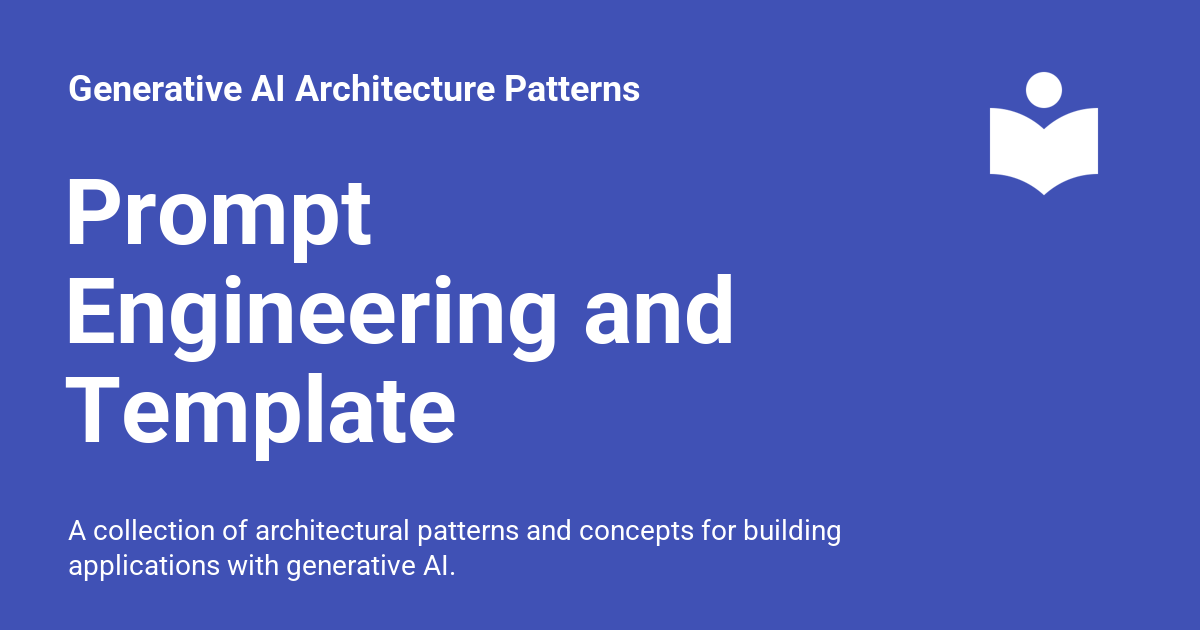 Generative AI Architecture Patterns
Prompt
Engineering and
Template
A collection of architectural patterns and concepts for building
applications with generative AI.